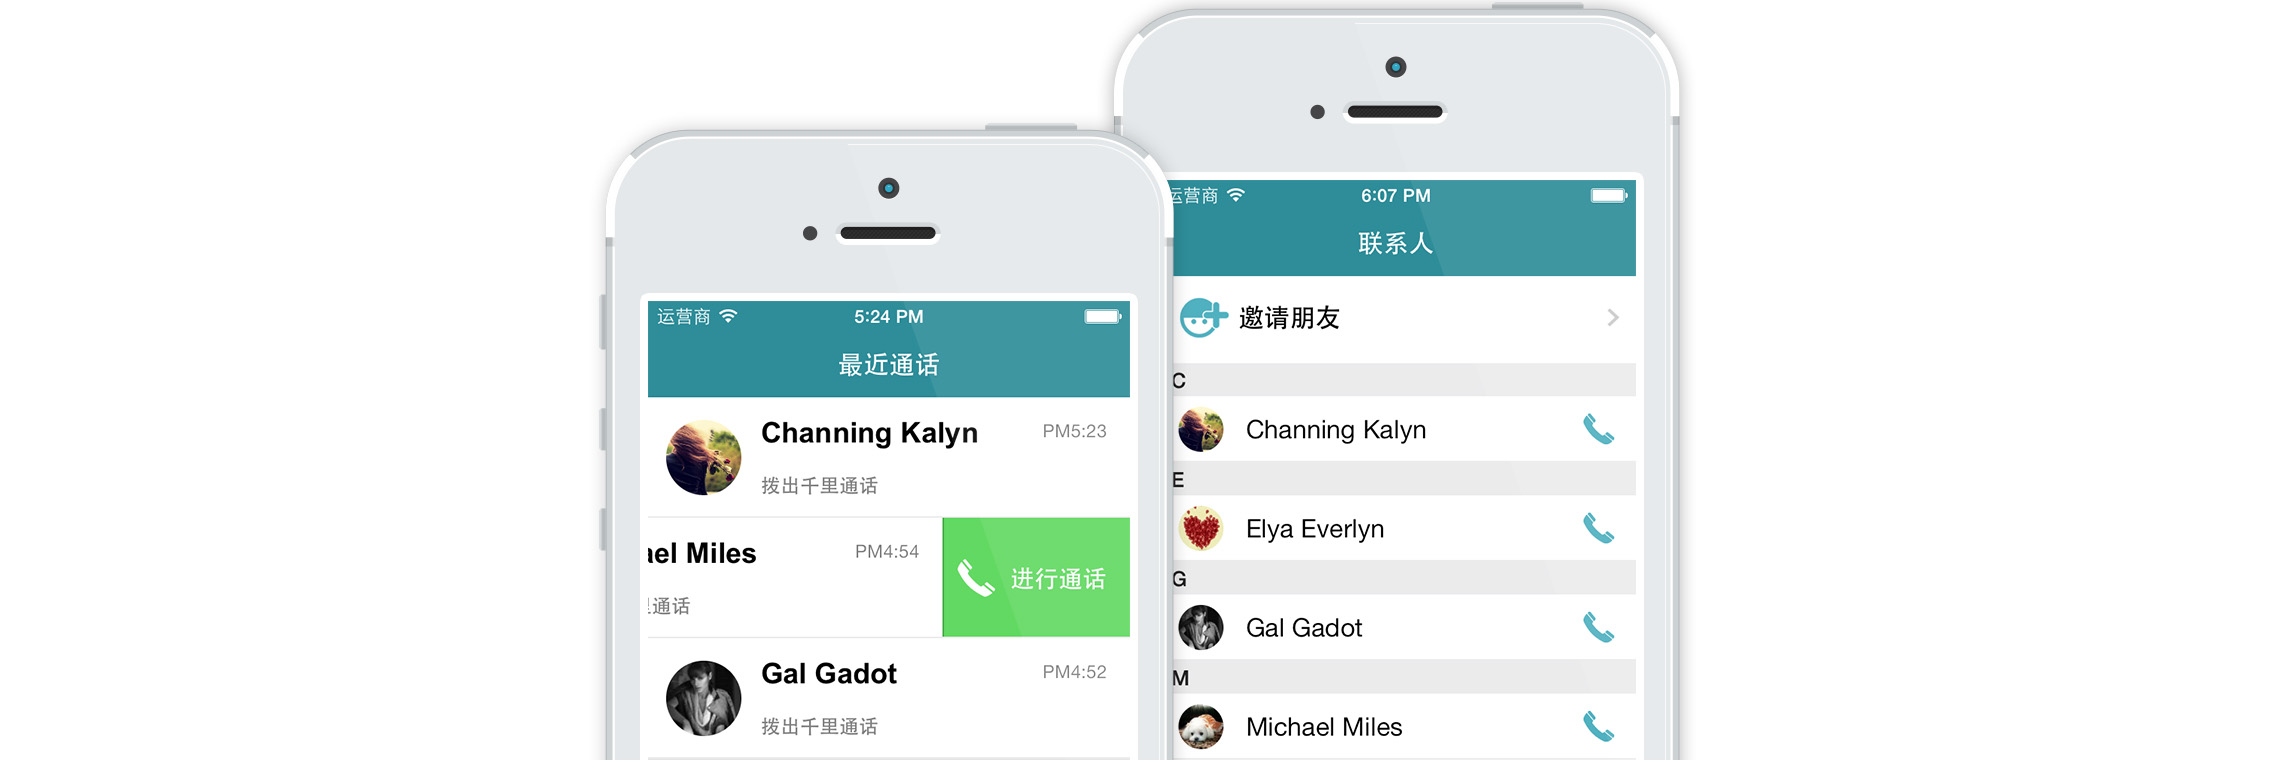 运营商 5:24 PM
最近通话
Channing Kalyn PM5:23
拨出千里通话
ael Miles PM4:54
进行通话
里通话
Gal Gadot PM4:52
拨出千里通话
运营商 6:07 PM
联系人
邀请朋友
C
Channing Kalyn
E
Elya Everlyn
G
Gal Gadot
M
Michael Miles